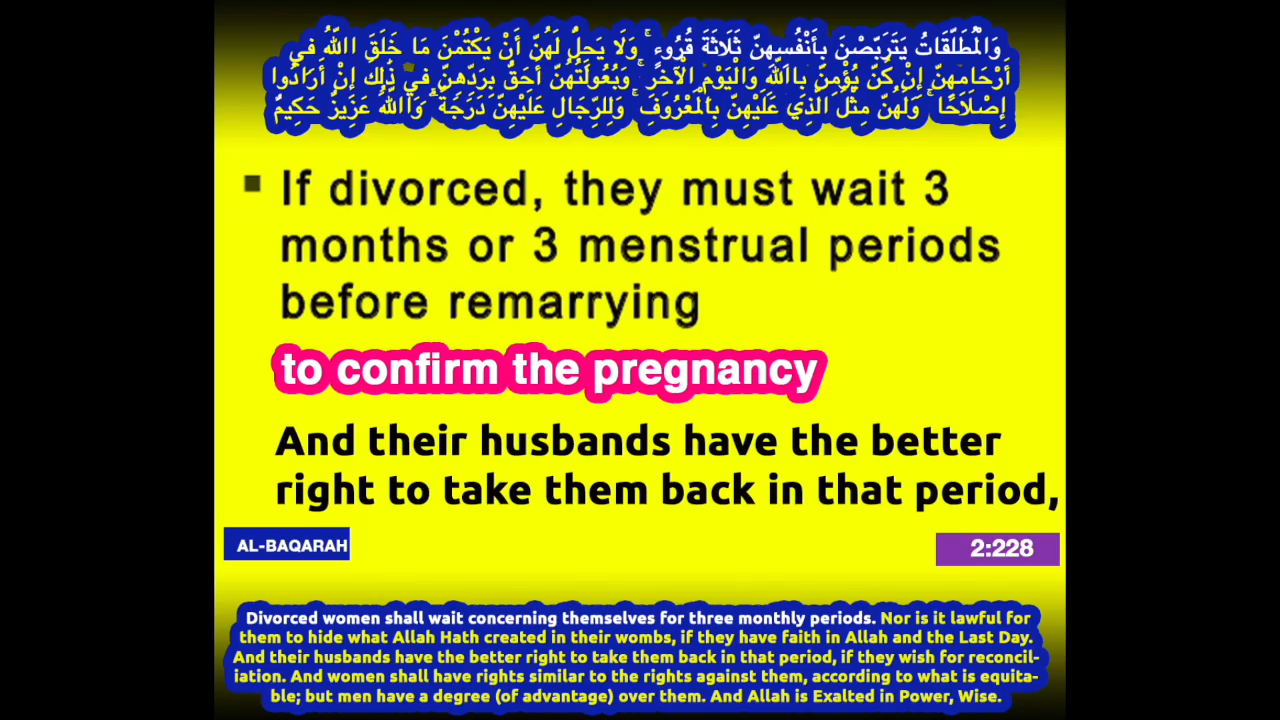 وَالْمُطَلَّقَاتُ يَتَرَبَّصْنَ بِأَنْفُسِهِنَّ ثَلَاثَةَ قُرُوءٍ ۚ وَلَا يَحِلُّ لَهُنَّ أَنْ يَكْتُمْنَ مَا خَلَقَ اللَّهُ فِي
أَرْحَامِهِنَّ إِنْ كُنَّ يُؤْمِنَّ بِاللَّهِ وَالْيَوْمِ الْآخِرِ ۚ وَبُعُولَتُهُنَّ أَحَقُّ بِرَدِّهِنَّ فِي ذَٰلِكَ إِنْ أَرَادُوا
إِصْلَاحًا ۚ وَلَهُنَّ مِثْلُ الَّذِي عَلَيْهِنَّ بِالْمَعْرُوفِ ۚ وَلِلرِّجَالِ عَلَيْهِنَّ دَرَجَةٌ ۗ وَاللَّهُ عَزِيزٌ حَكِيمٌ
▪ If divorced, they must wait 3
months or 3 menstrual periods
before remarrying
to confirm the pregnancy
And their husbands have the better
right to take them back in that period,
AL-BAQARAH
2:228
Divorced women shall wait concerning themselves for three monthly periods. Nor is it lawful for
them to hide what Allah Hath created in their wombs, if they have faith in Allah and the Last Day.
And their husbands have the better right to take them back in that period, if they wish for reconcil-
iation. And women shall have rights similar to the rights against them, according to what is equita-
ble; but men have a degree (of advantage) over them. And Allah is Exalted in Power, Wise.